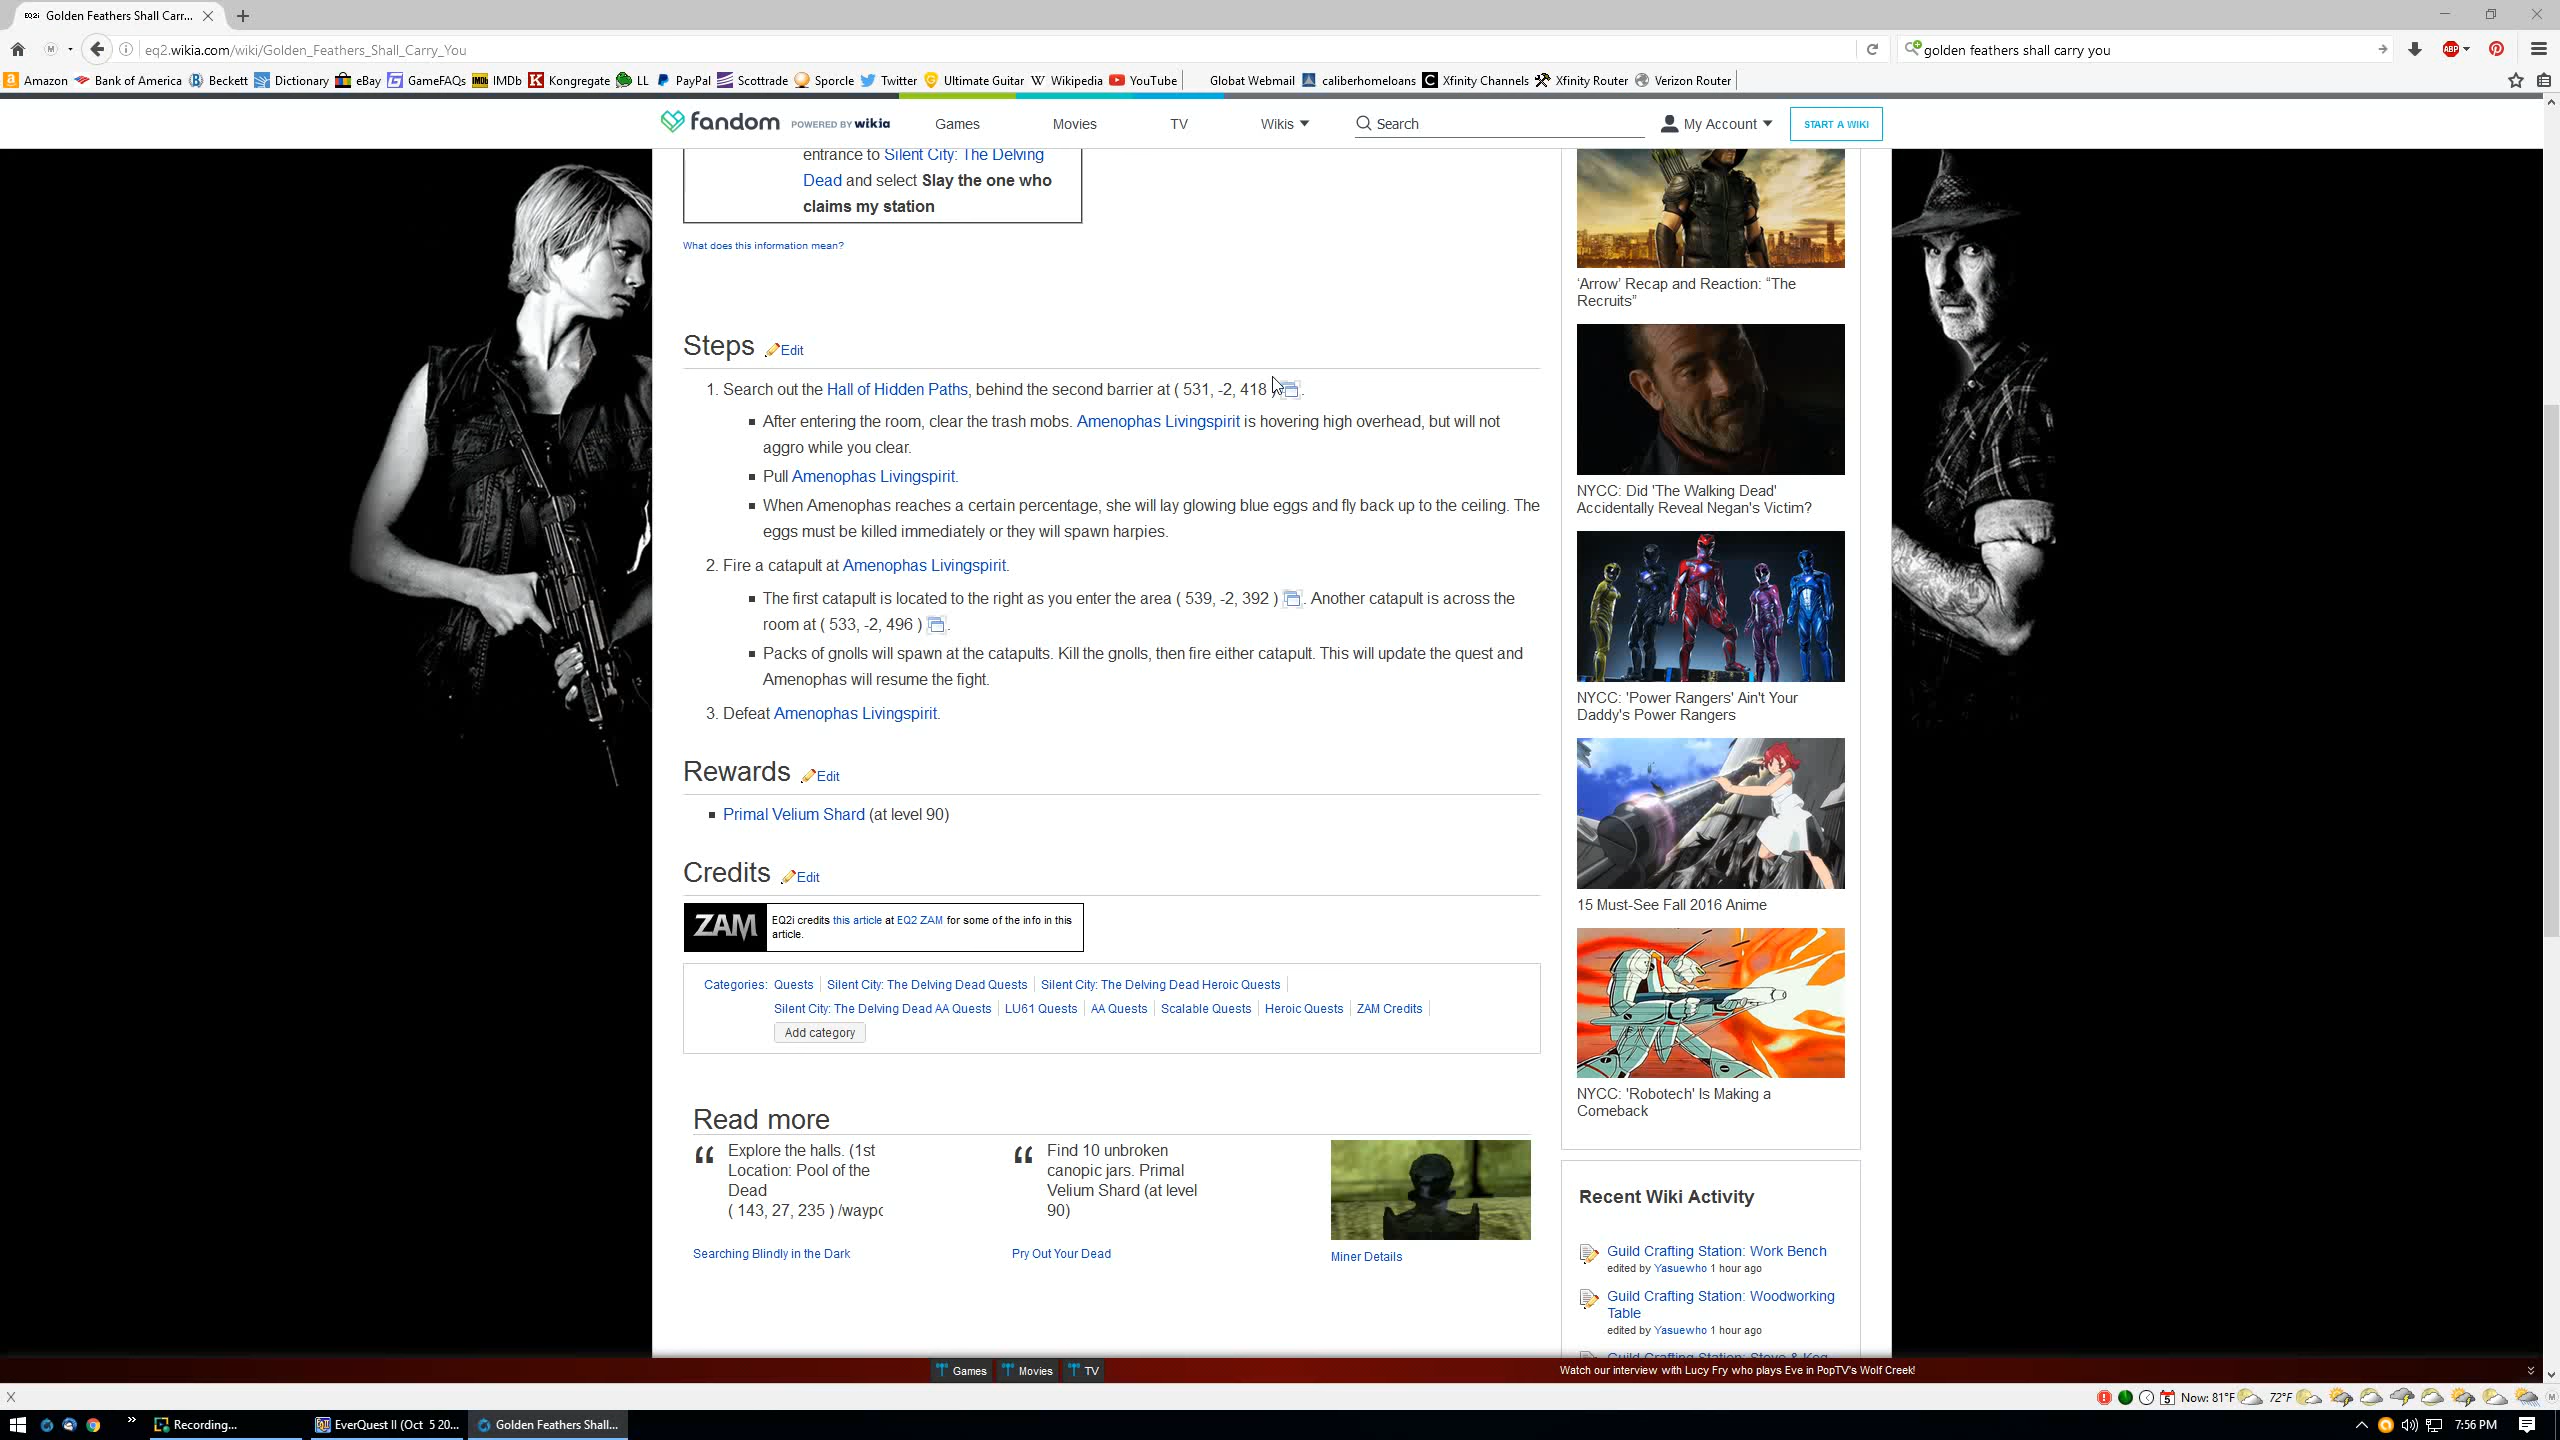 EQ2i Golden Feathers Shall Carr...
eq2.wikia.com/wiki/Golden_Feathers_Shall_Carry_You
golden feathers shall carry you
ABP
Amazon Bank of America Beckett Dictionary eBay GameFAQs IMDb Kongregate LL PayPal Scottrade Sporcle Twitter Ultimate Guitar Wikipedia YouTube Globat Webmail caliberhomeloans Xfinity Channels Xfinity Router Verizon Router
fandom POWERED BY wikia Games Movies TV Wikis Search My Account START A WIKI
entrance to Silent City: The Delving
Dead and select Slay the one who
claims my station
What does this information mean?
Steps Edit
1. Search out the Hall of Hidden Paths, behind the second barrier at ( 531, -2, 418 ) .
After entering the room, clear the trash mobs. Amenophas Livingspirit is hovering high overhead, but will not
aggro while you clear.
Pull Amenophas Livingspirit.
When Amenophas reaches a certain percentage, she will lay glowing blue eggs and fly back up to the ceiling. The
eggs must be killed immediately or they will spawn harpies.
2. Fire a catapult at Amenophas Livingspirit.
The first catapult is located to the right as you enter the area ( 539, -2, 392 ) . Another catapult is across the
room at ( 533, -2, 496 ) .
Packs of gnolls will spawn at the catapults. Kill the gnolls, then fire either catapult. This will update the quest and
Amenophas will resume the fight.
3. Defeat Amenophas Livingspirit.
Rewards Edit
Primal Velium Shard (at level 90)
Credits Edit
ZAM
EQ2i credits this article at EQ2 ZAM for some of the info in this
article.
Categories: Quests Silent City: The Delving Dead Quests Silent City: The Delving Dead Heroic Quests
Silent City: The Delving Dead AA Quests LU61 Quests AA Quests Scalable Quests Heroic Quests ZAM Credits
Add category
Read more
“ Explore the halls. (1st
Location: Pool of the
Dead
( 143, 27, 235 ) /waypo
Searching Blindly in the Dark
“ Find 10 unbroken
canopic jars. Primal
Velium Shard (at level
90)
Pry Out Your Dead
Miner Details
‘Arrow’ Recap and Reaction: “The
Recruits”
NYCC: Did 'The Walking Dead'
Accidentally Reveal Negan's Victim?
NYCC: 'Power Rangers' Ain't Your
Daddy's Power Rangers
15 Must-See Fall 2016 Anime
NYCC: 'Robotech' Is Making a
Comeback
Recent Wiki Activity
Guild Crafting Station: Work Bench
edited by Yasuewho 1 hour ago
Guild Crafting Station: Woodworking
Table
edited by Yasuewho 1 hour ago
Guild Crafting Station: Stove & Keg
Games Movies TV
Watch our interview with Lucy Fry who plays Eve in PopTV's Wolf Creek!
Now: 81°F 72°F
Recording... EverQuest II (Oct 5 20... Golden Feathers Shall... 7:56 PM